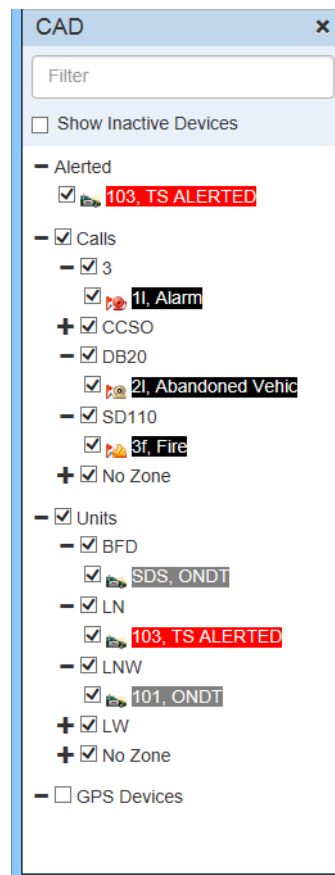 CAD
Filter
Show Inactive Devices
Alerted
103, TS ALERTED
Calls
3
1I, Alarm
CCSO
DB20
2I, Abandoned Vehic
SD110
3f, Fire
No Zone
Units
BFD
SDS, ONDT
LN
103, TS ALERTED
LNW
101, ONDT
LW
No Zone
GPS Devices